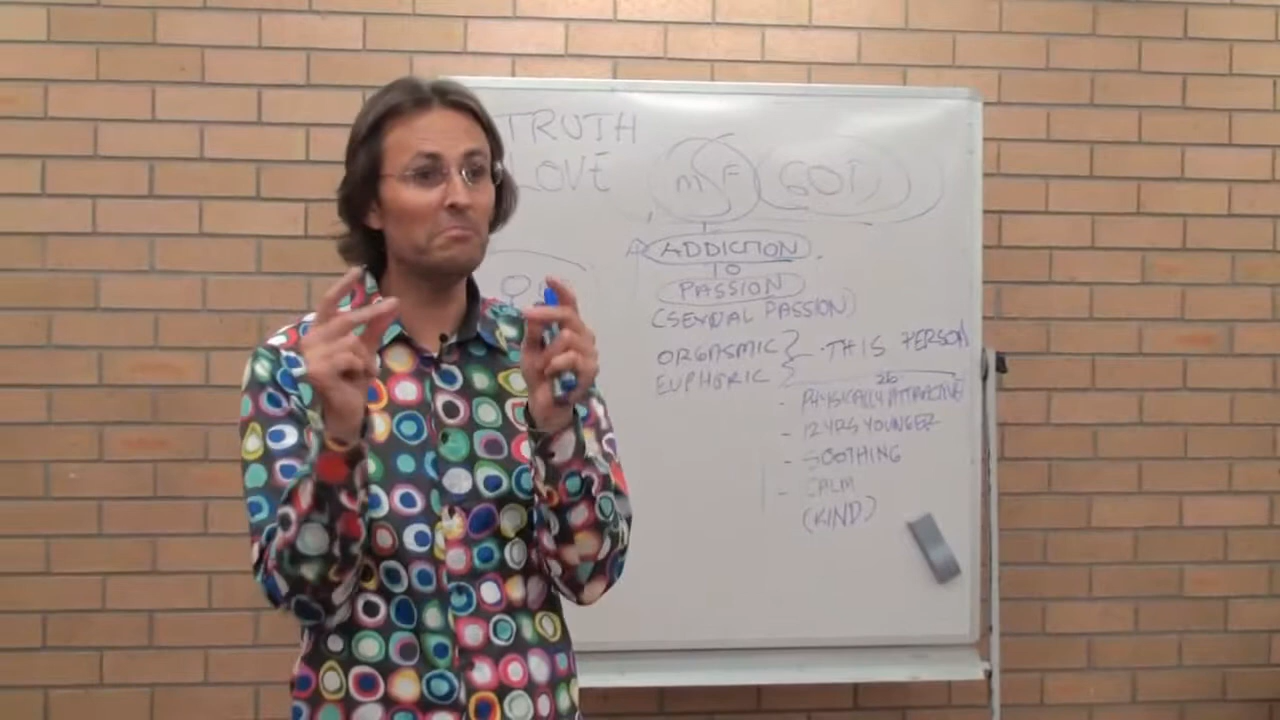 TRUTH
LOVE
M F GOD
ADDICTION
TO
PASSION
(SEXUAL PASSION)
ORGASMIC
EUPHORIC
THIS PERSON
26
- PHYSICALLY ATTRACTIVE
- 12 YRS YOUNGER
- SOOTHING
- CALM
(KIND)